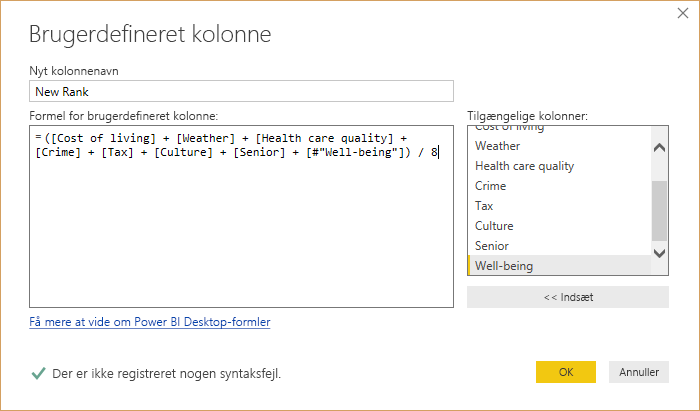 Brugerdefineret kolonne
Nyt kolonnenavn
New Rank
Formel for brugerdefineret kolonne:
= ([Cost of living] + [Weather] + [Health care quality] +
[Crime] + [Tax] + [Culture] + [Senior] + [#"Well-being"]) / 8
Tilgængelige kolonner:
Cost of living
Weather
Health care quality
Crime
Tax
Culture
Senior
Well-being
<< Indsæt
Få mere at vide om Power BI Desktop-formler
Der er ikke registreret nogen syntaksfejl.
OK
Annuller